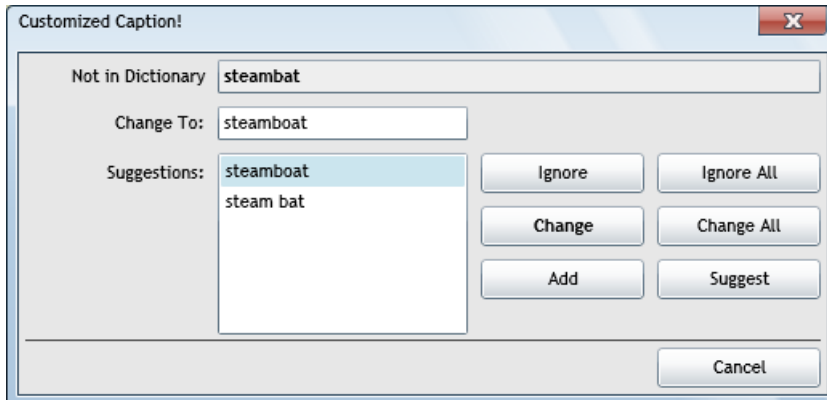 Customized Caption!
Not in Dictionary steambat
Change To: steamboat
Suggestions: steamboat
steam bat
Ignore Ignore All
Change Change All
Add Suggest
Cancel